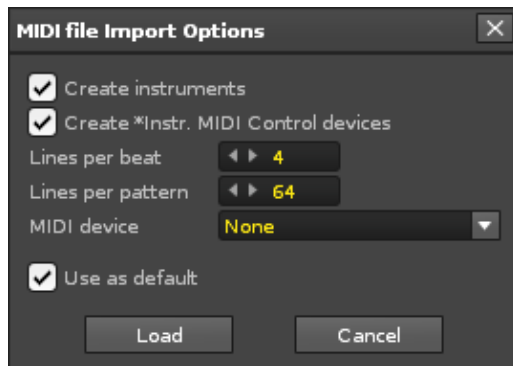 MIDI file Import Options
Create instruments
Create *Instr. MIDI Control devices
Lines per beat 4
Lines per pattern 64
MIDI device None
Use as default
Load Cancel